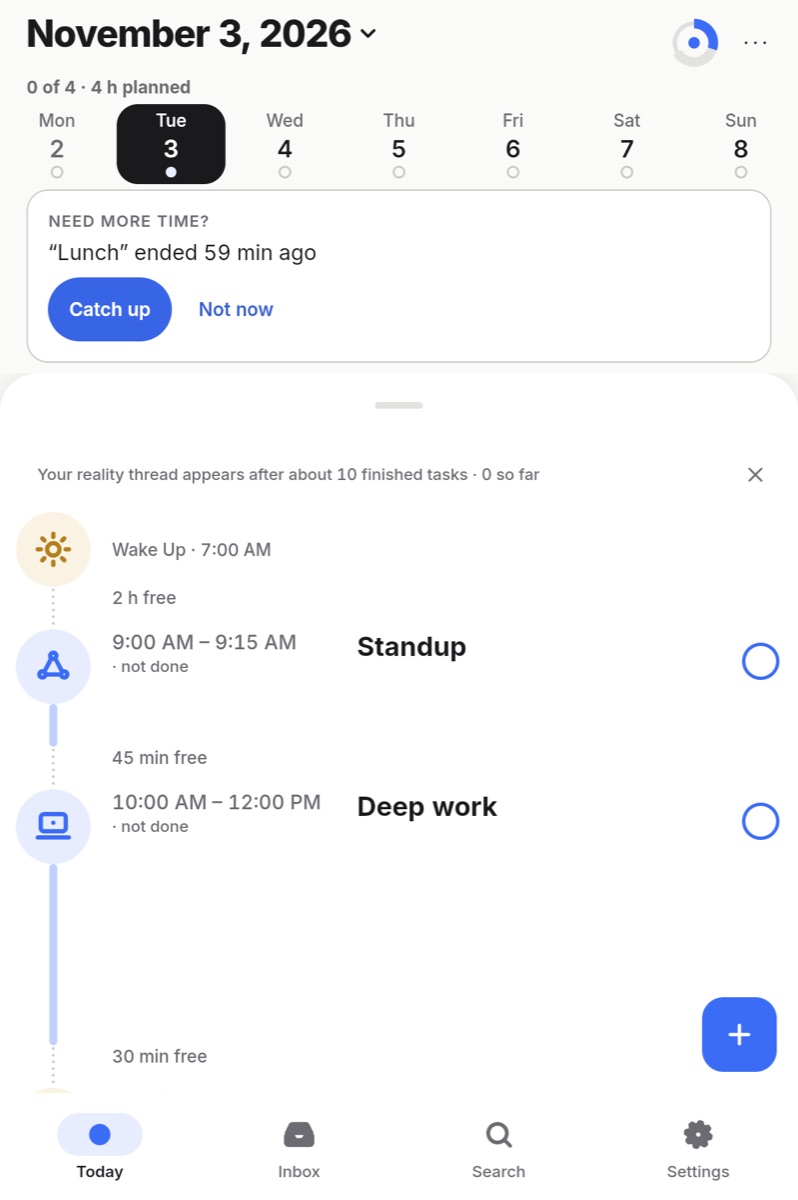 November 3, 2026
0 of 4 · 4 h planned
Mon Tue Wed Thu Fri Sat Sun
2 3 4 5 6 7 8
NEED MORE TIME?
“Lunch” ended 59 min ago
Catch up Not now
Your reality thread appears after about 10 finished tasks · 0 so far
Wake Up · 7:00 AM
2 h free
9:00 AM – 9:15 AM Standup
· not done
45 min free
10:00 AM – 12:00 PM Deep work
· not done
30 min free
Today Inbox Search Settings